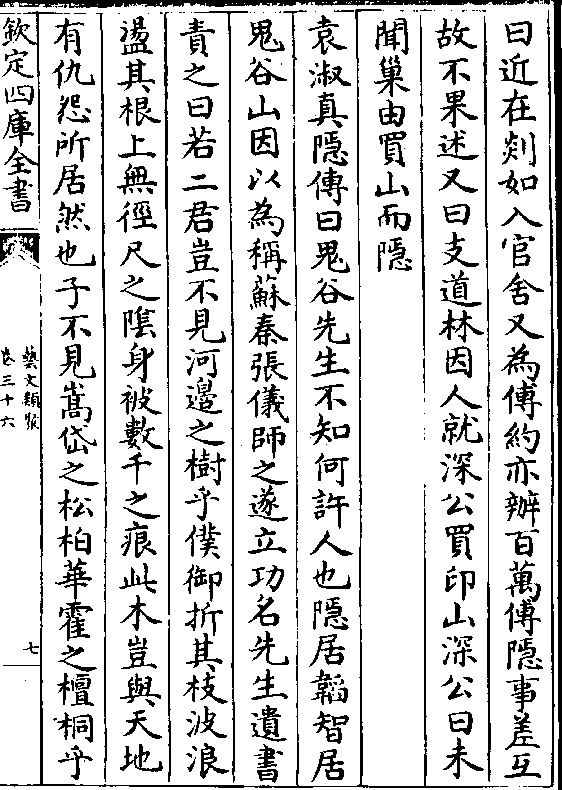 曰近在剡如入官舍又為傅約亦辦百萬傅隱事差互
故不果述又曰支道林因人就深公買印山深公曰未
聞巢由買山而隱
袁淑真隱傳曰鬼谷先生不知何許人也隱居韜智居
鬼谷山因以為稱蘇秦張儀師之遂立功名先生遺書
責之曰若二君豈不見河邊之樹乎僕御折其枝波浪
盪其根上無徑尺之隂身被數千之痕此木豈與天地
有仇怨所居然也子不見嵩岱之松柏華霍之檀桐乎
欽定四庫全書
藝文類聚
卷三十六
七